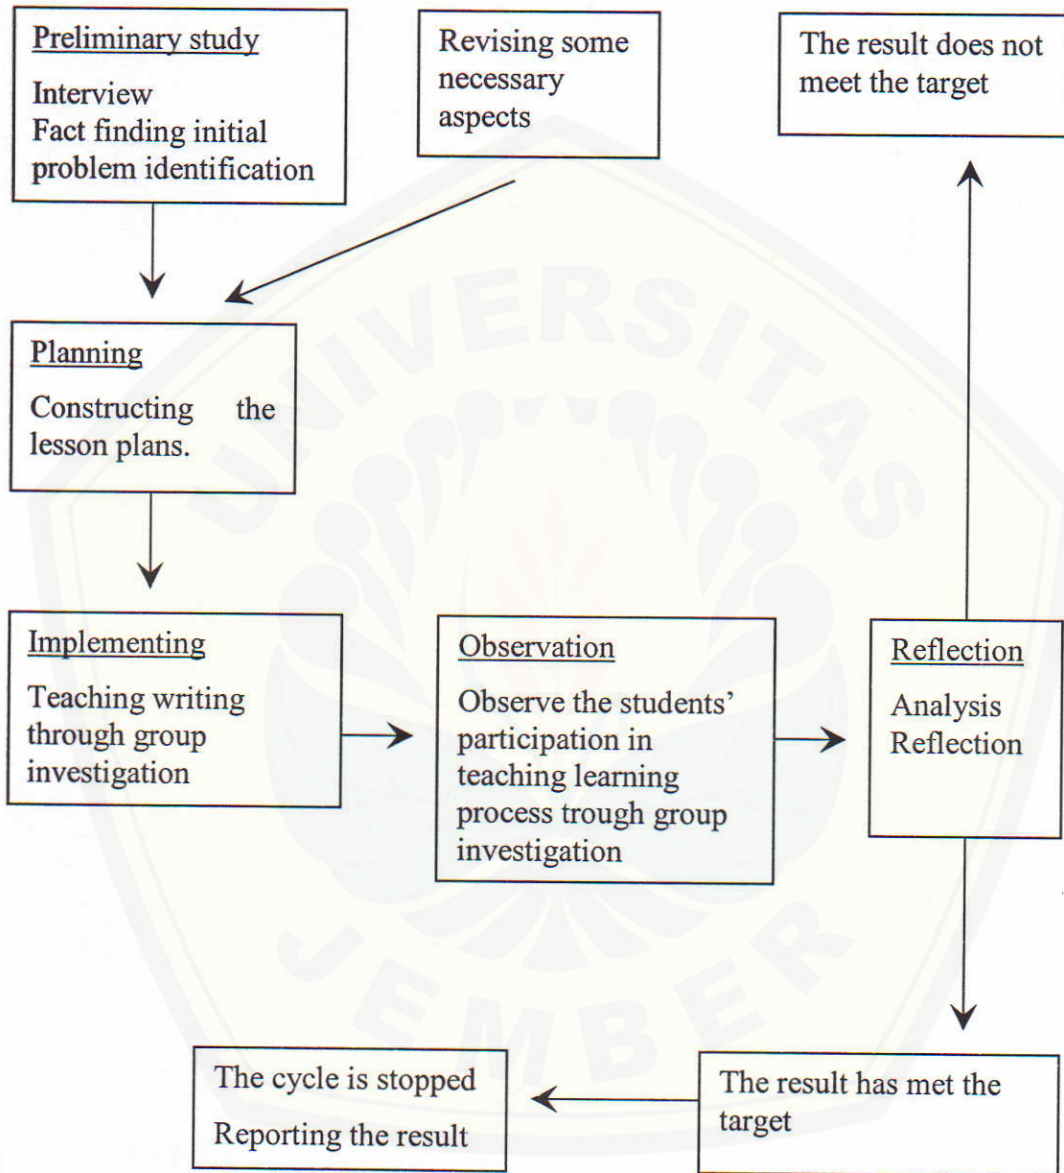 Preliminary study
Interview
Fact finding initial
problem identification
Revising some
necessary
aspects
The result does not
meet the target
Planning
Constructing the
lesson plans.
Implementing
Teaching writing
through group
investigation
Observation
Observe the students’
participation in
teaching learning
process trough group
investigation
Reflection
Analysis
Reflection
The cycle is stopped
Reporting the result
The result has met the
target
UNIVERSITAS
JEMBER